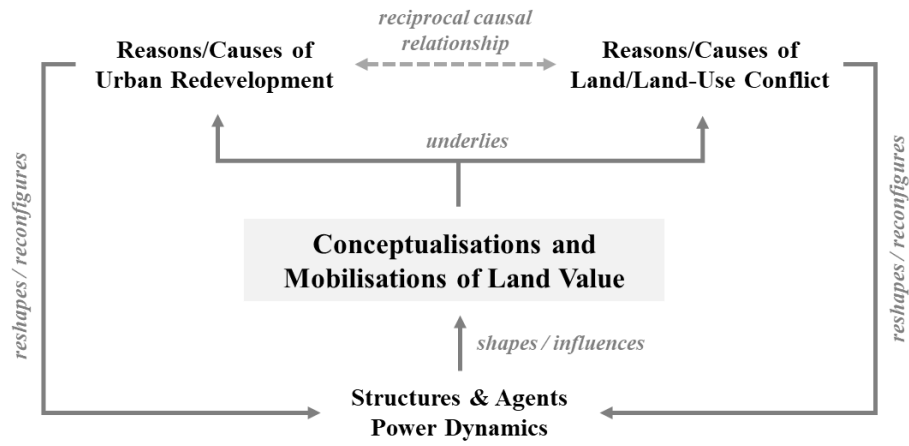 reciprocal causal
relationship
Reasons/Causes of
Urban Redevelopment
Reasons/Causes of
Land/Land-Use Conflict
underlies
reshapes / reconfigures
reshapes / reconfigures
Conceptualisations and
Mobilisations of Land Value
shapes / influences
Structures & Agents
Power Dynamics